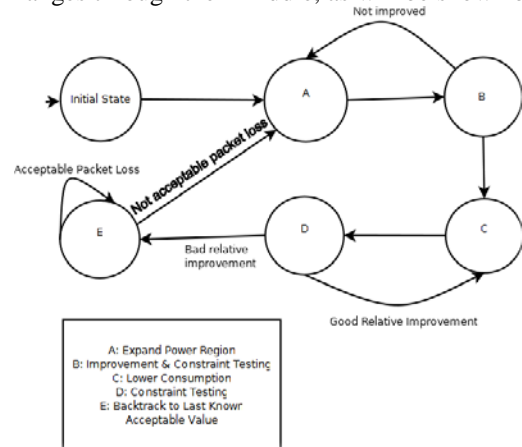 Not improved
Initial State
A
B
Not acceptable packet loss
Acceptable Packet Loss
E
D
C
Bad relative
improvement
Good Relative Improvement
A: Expand Power Region
B: Improvement & Constraint Testing
C: Lower Consumption
D: Constraint Testing
E: Backtrack to Last Known
Acceptable Value